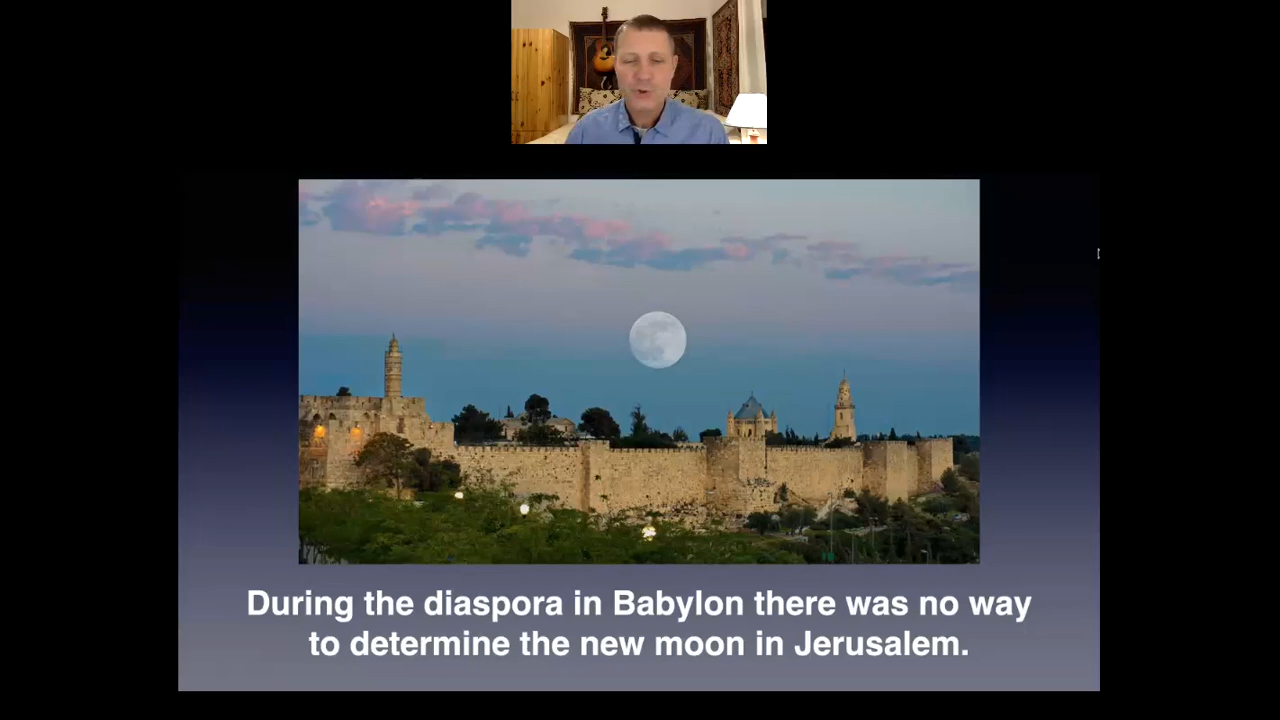 During the diaspora in Babylon there was no way
to determine the new moon in Jerusalem.